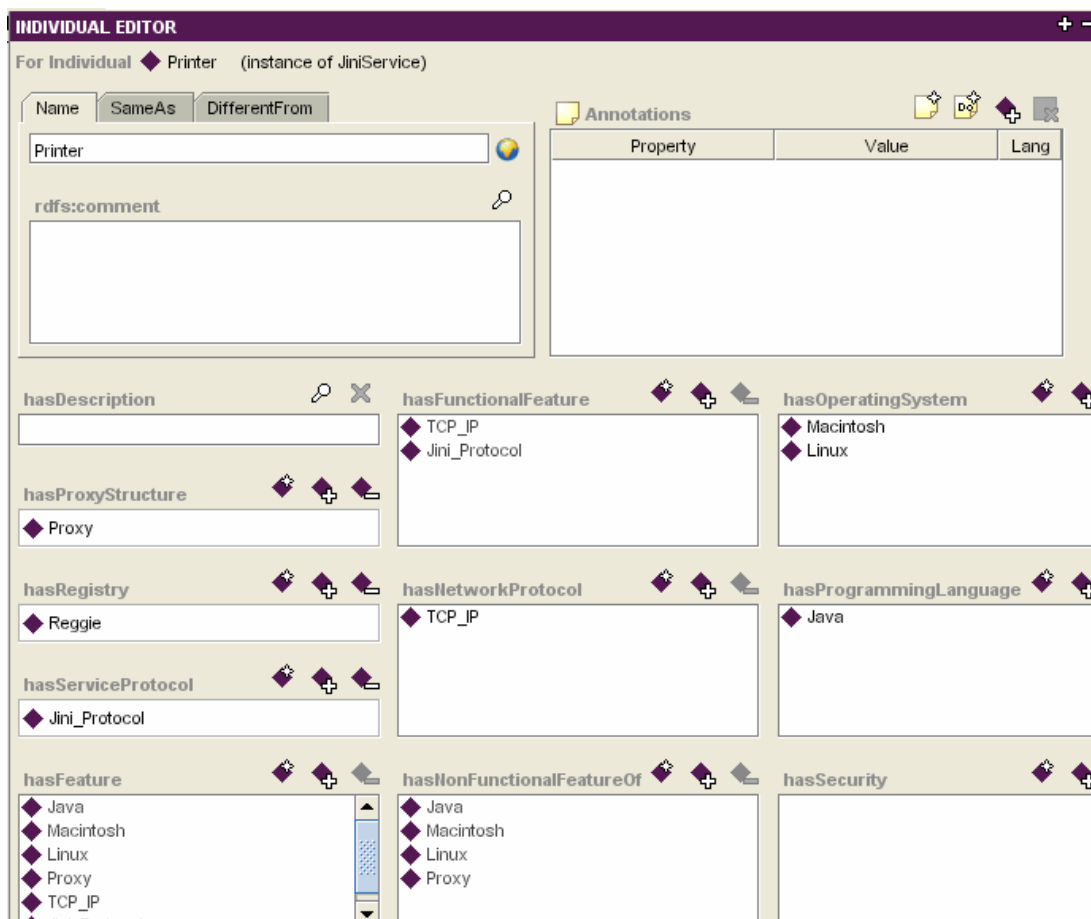 INDIVIDUAL EDITOR
For Individual Printer (instance of JiniService)
Name SameAs DifferentFrom
Printer
rdfs:comment
Annotations
Property Value Lang
hasDescription
hasProxyStructure
Proxy
hasRegistry
Reggie
hasServiceProtocol
Jini_Protocol
hasFeature
Java
Macintosh
Linux
Proxy
TCP_IP
hasFunctionalFeature
TCP_IP
Jini_Protocol
hasNetworkProtocol
TCP_IP
hasNonFunctionalFeatureOf
Java
Macintosh
Linux
Proxy
hasOperatingSystem
Macintosh
Linux
hasProgrammingLanguage
Java
hasSecurity